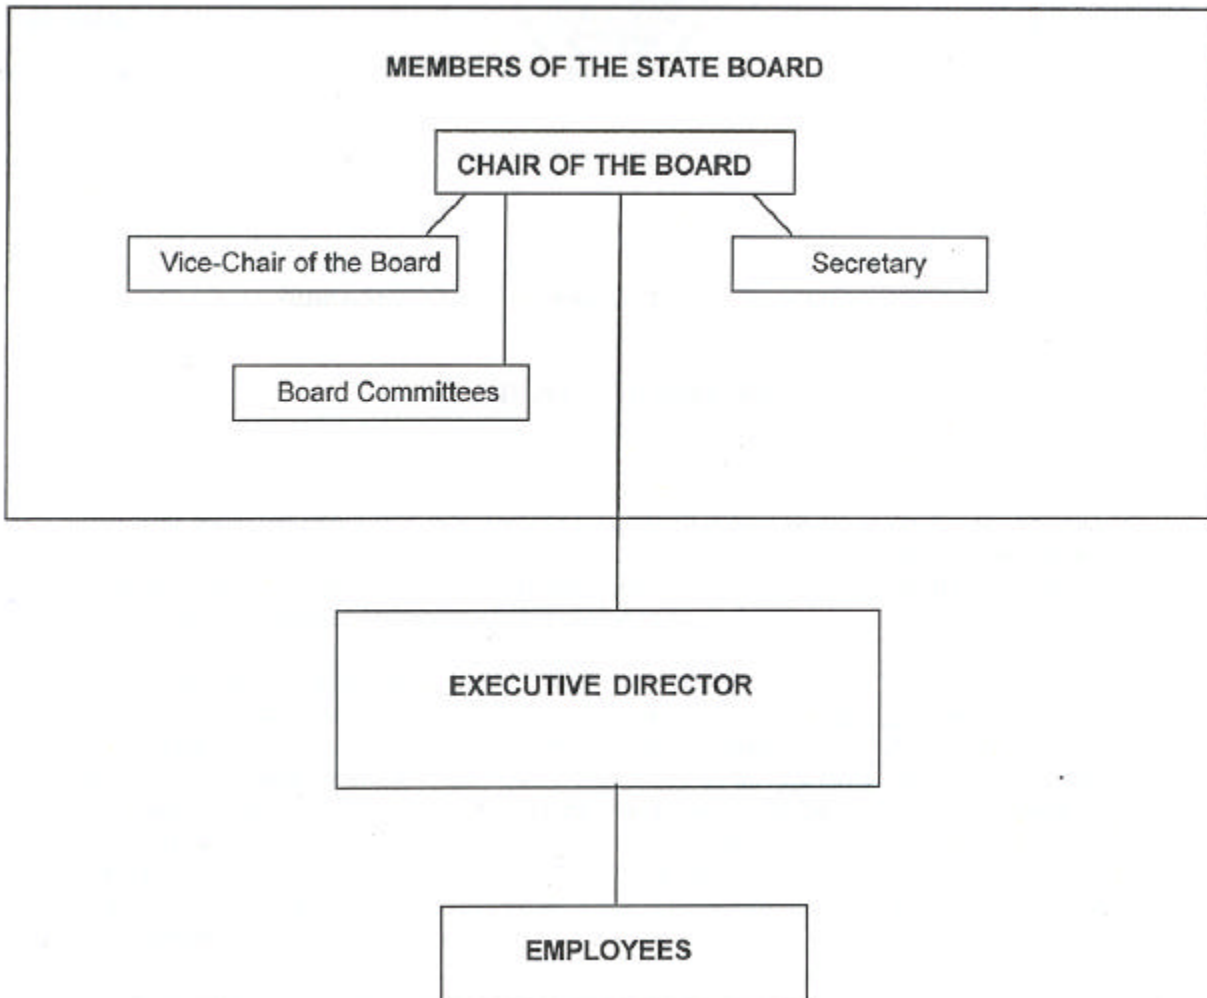 MEMBERS OF THE STATE BOARD
CHAIR OF THE BOARD
Vice-Chair of the Board
Secretary
Board Committees
EXECUTIVE DIRECTOR
EMPLOYEES